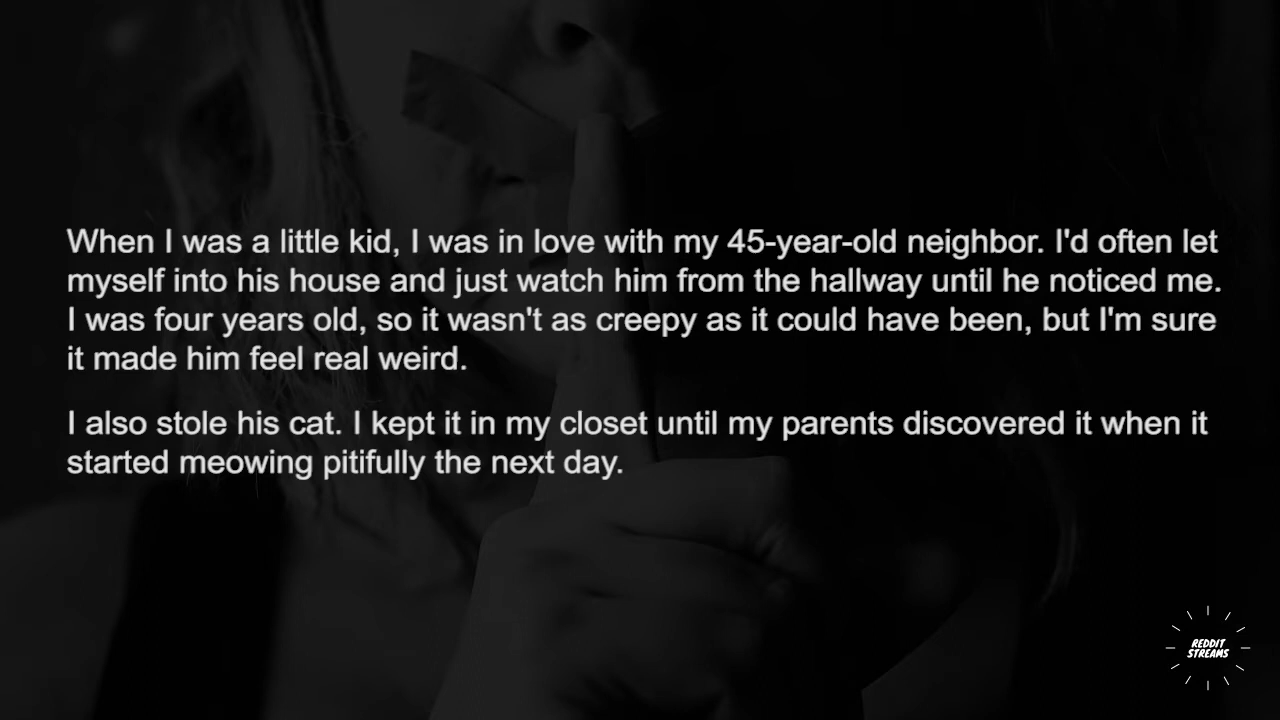 When I was a little kid, I was in love with my 45-year-old neighbor. I'd often let
myself into his house and just watch him from the hallway until he noticed me.
I was four years old, so it wasn't as creepy as it could have been, but I'm sure
it made him feel real weird.
I also stole his cat. I kept it in my closet until my parents discovered it when it
started meowing pitifully the next day.
REDDIT
STREAMS